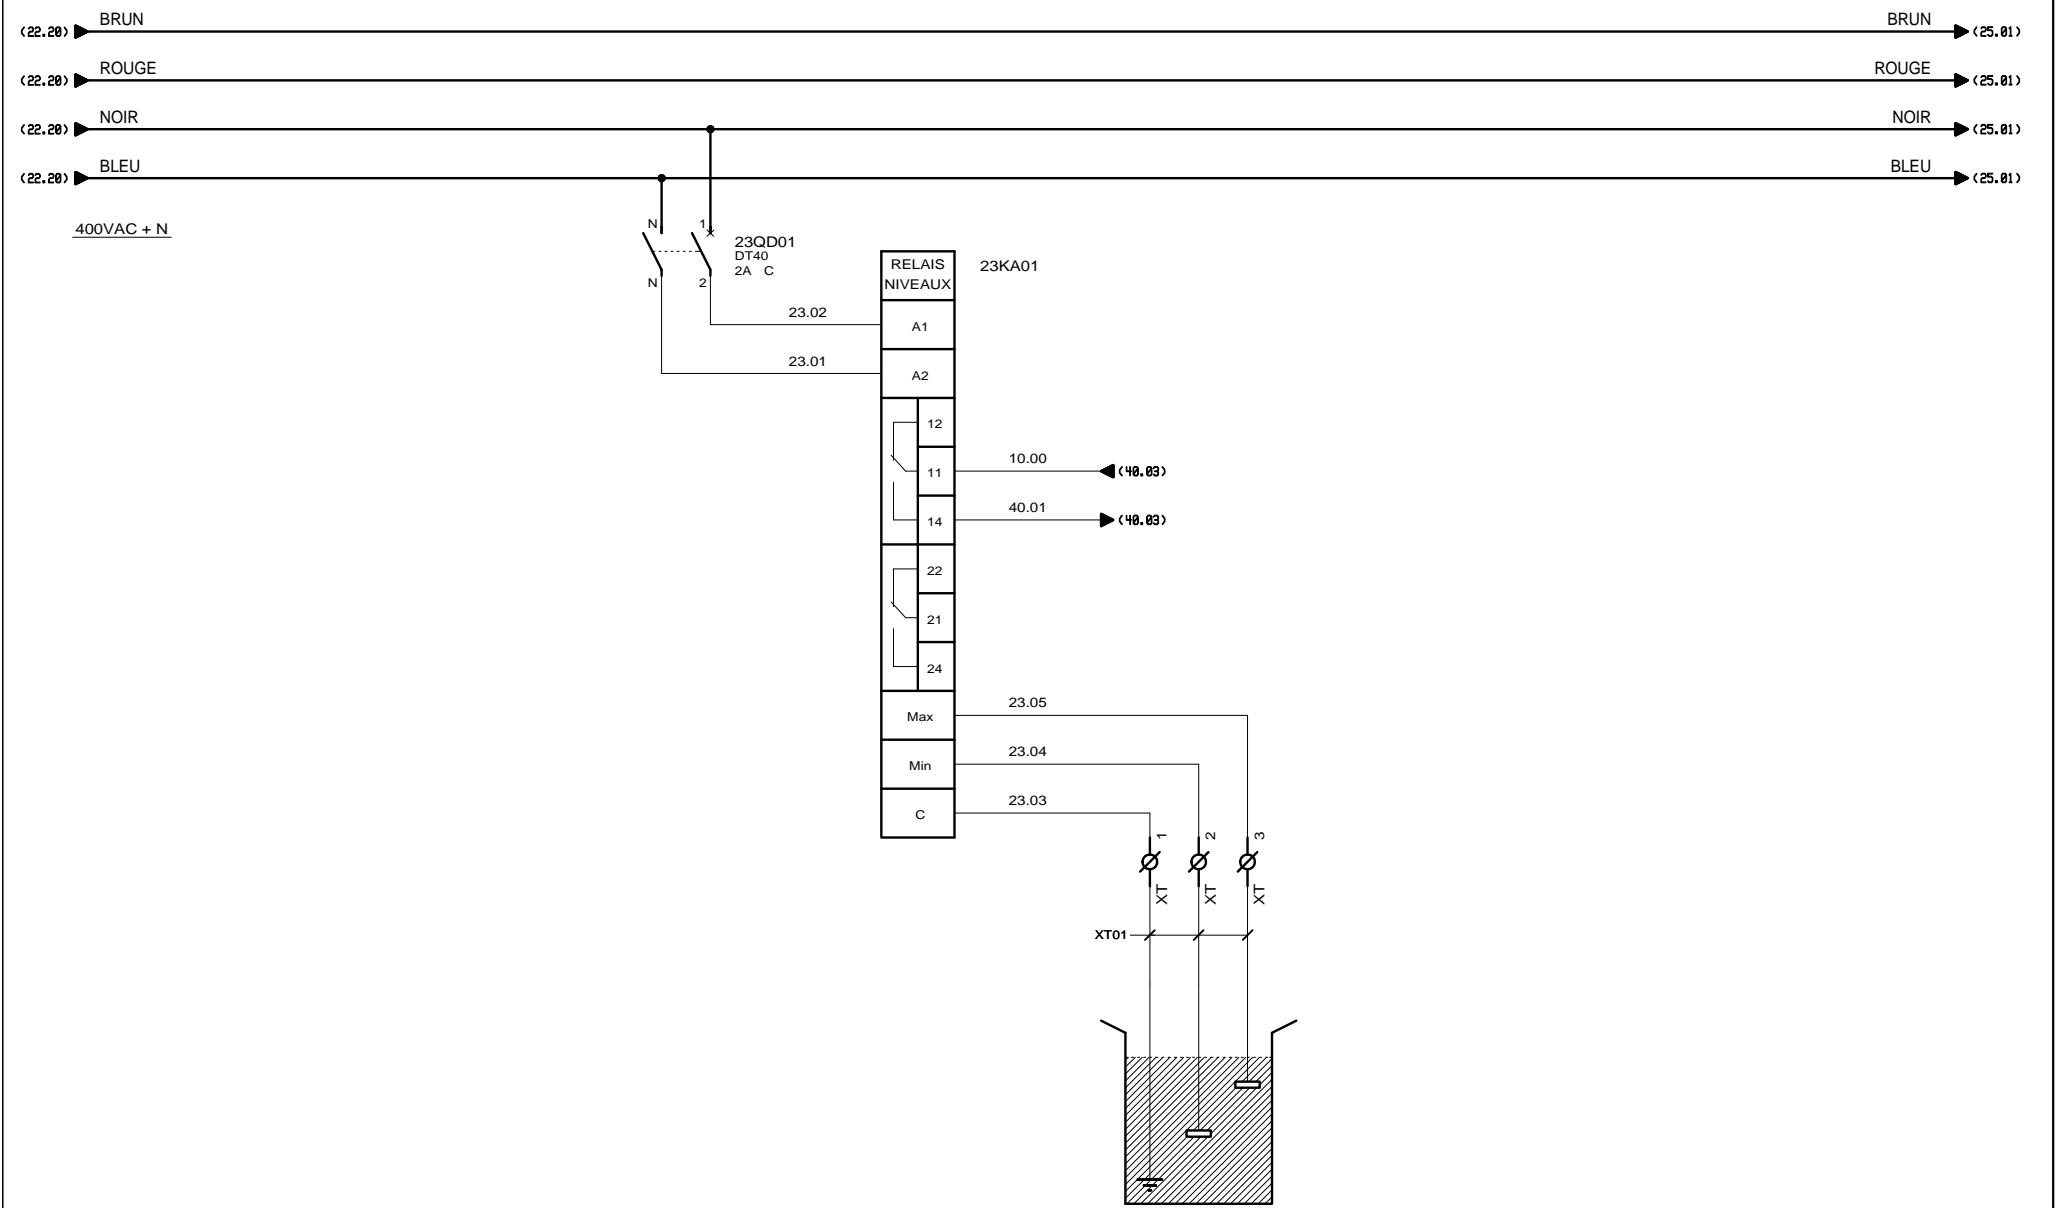 BRUN BRUN
(22.20) (25.01)
ROUGE ROUGE
(22.20) (25.01)
NOIR NOIR
(22.20) (25.01)
BLEU BLEU
(22.20) (25.01)
400VAC + N
N 1
23QD01
DT40
2A C
N 2
RELAIS
NIVEAUX
23KA01
23.02
A1
23.01
A2
12
10.00
11 (40.03)
40.01
14 (40.03)
22
21
24
23.05
Max
23.04
Min
23.03
C
1 2 3
XT XT XT
XT01